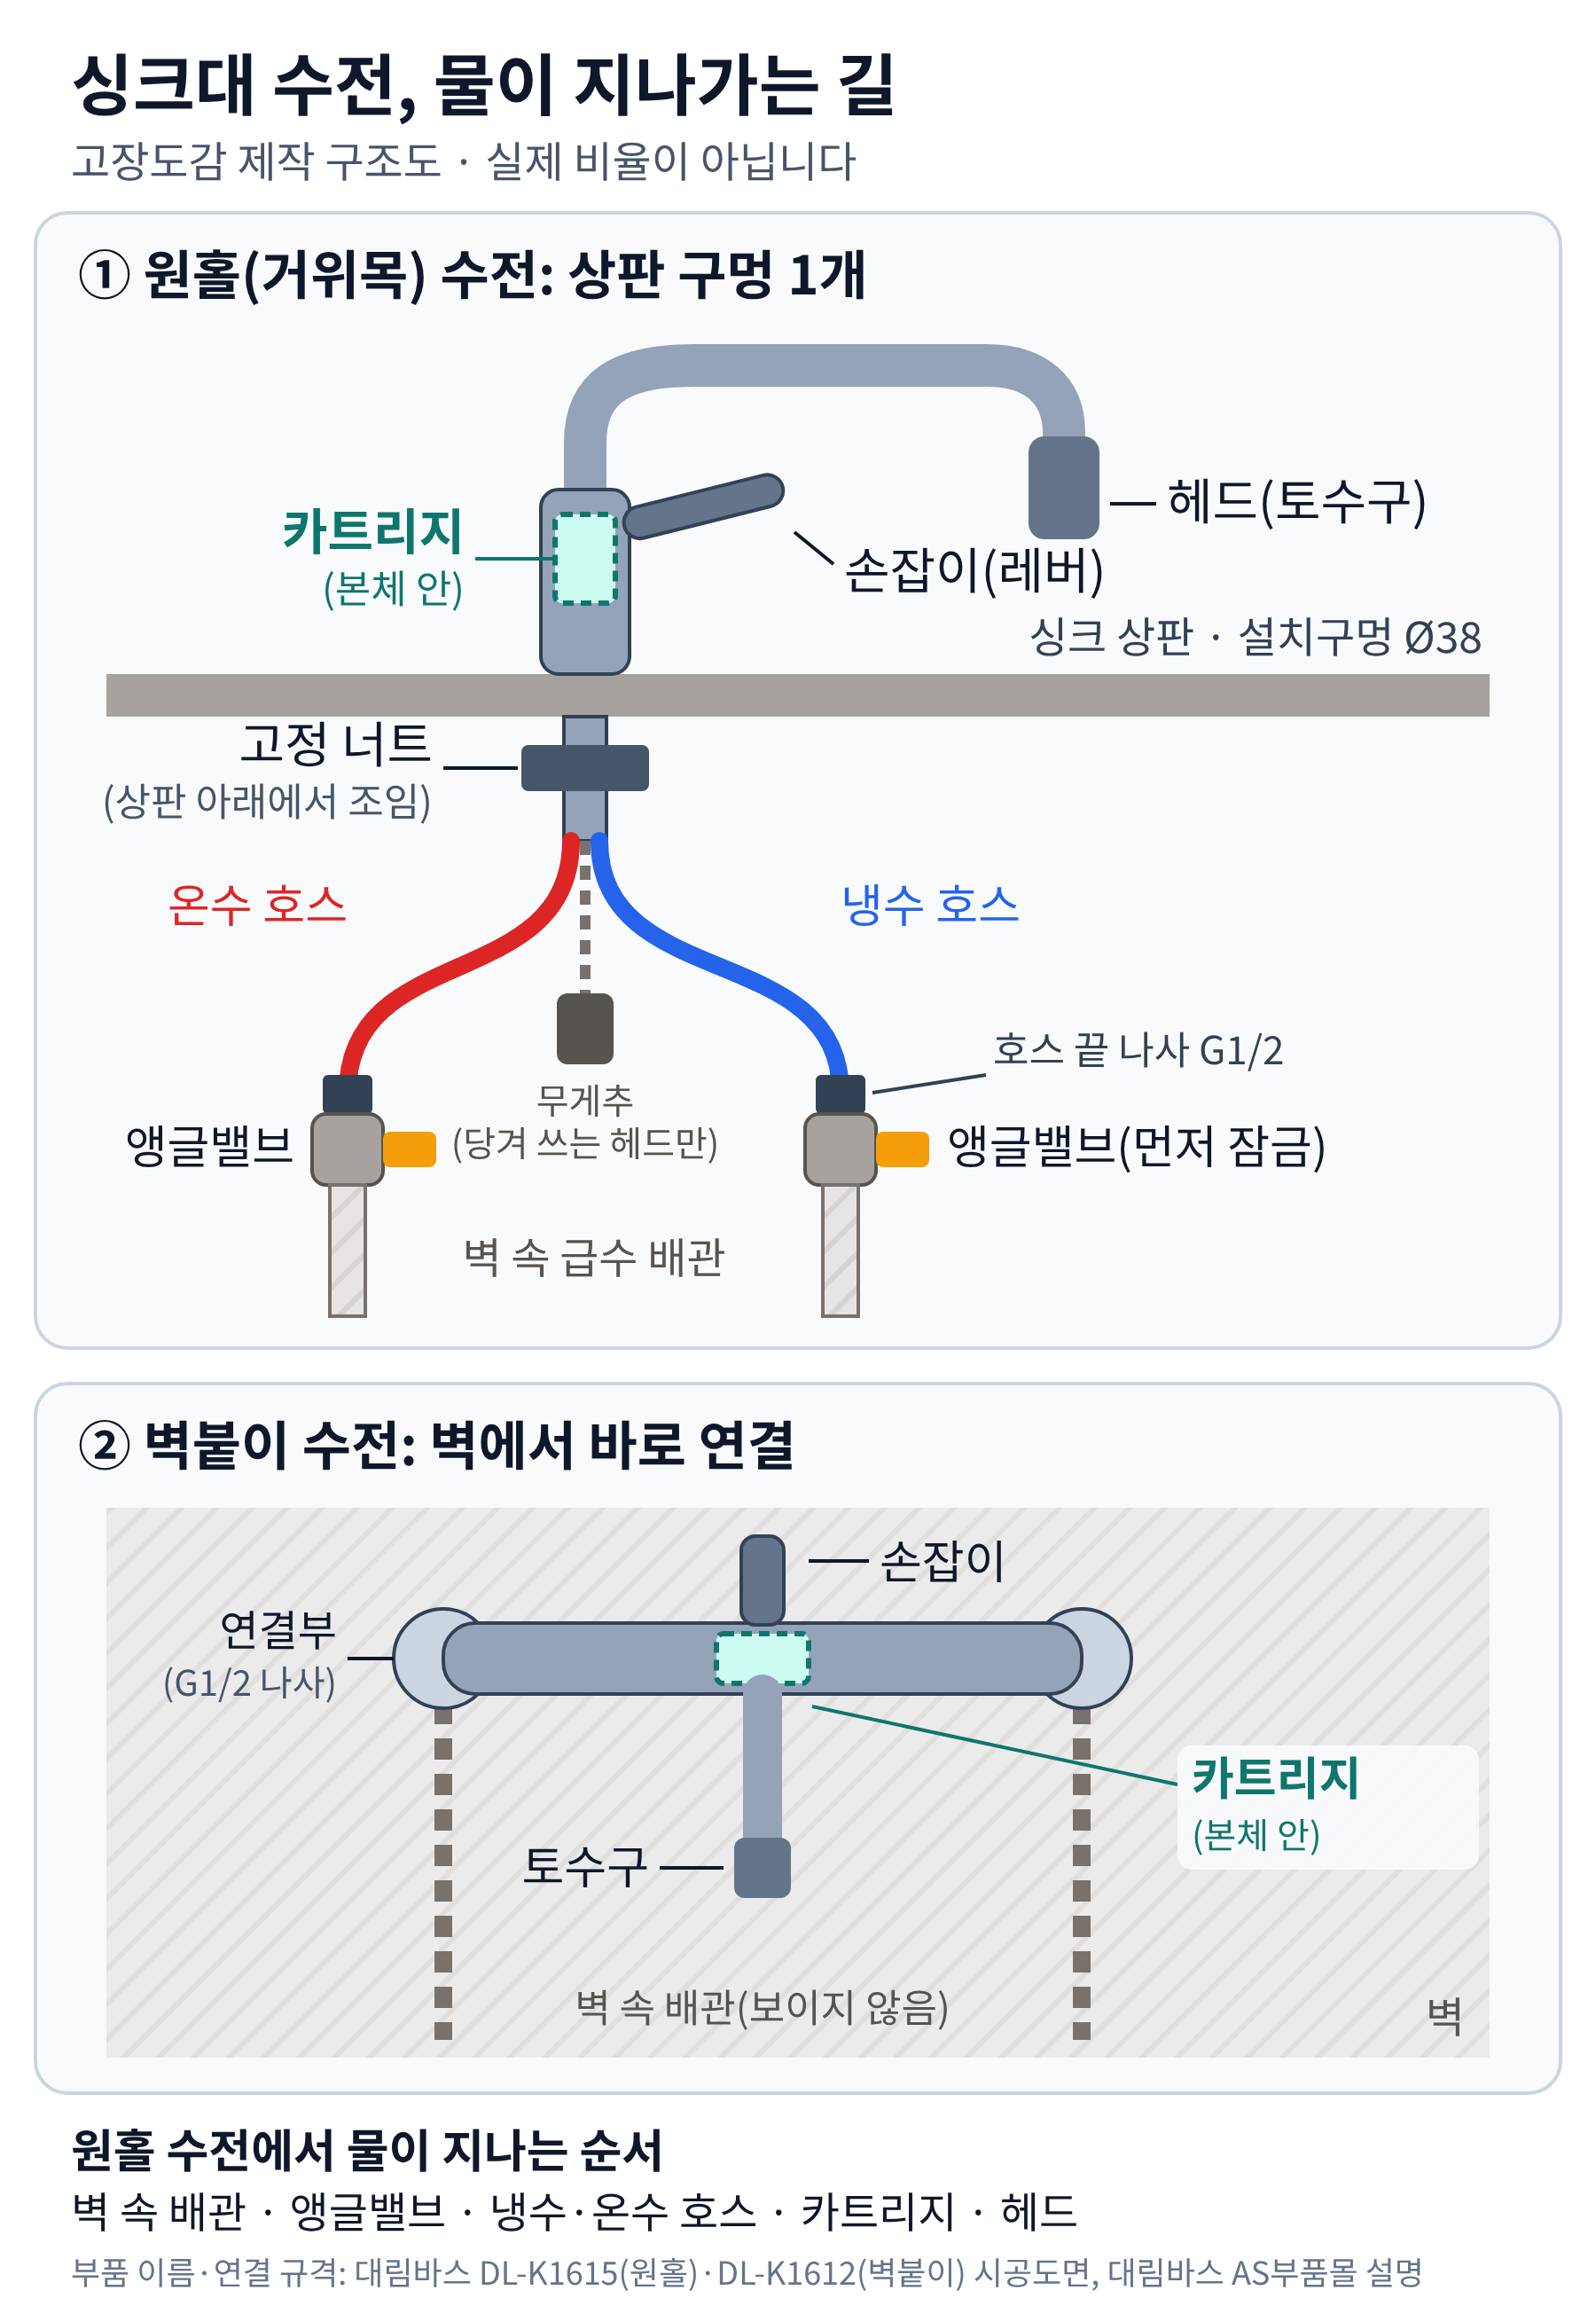 싱크대 수전, 물이 지나가는 길
고장도감 제작 구조도 · 실제 비율이 아닙니다
① 원홀(거위목) 수전: 상판 구멍 1개
카트리지
(본체 안)
헤드(토수구)
손잡이(레버)
싱크 상판 · 설치구멍 Ø38
고정 너트
(상판 아래에서 조임)
온수 호스
냉수 호스
호스 끝 나사 G1/2
무게추
(당겨 쓰는 헤드만)
앵글밸브
앵글밸브(먼저 잠금)
벽 속 급수 배관
② 벽붙이 수전: 벽에서 바로 연결
손잡이
연결부
(G1/2 나사)
카트리지
(본체 안)
토수구
벽 속 배관(보이지 않음)
벽
원홀 수전에서 물이 지나는 순서
벽 속 배관 · 앵글밸브 · 냉수·온수 호스 · 카트리지 · 헤드
부품 이름·연결 규격: 대림바스 DL-K1615(원홀)·DL-K1612(벽붙이) 시공도면, 대림바스 AS부품몰 설명